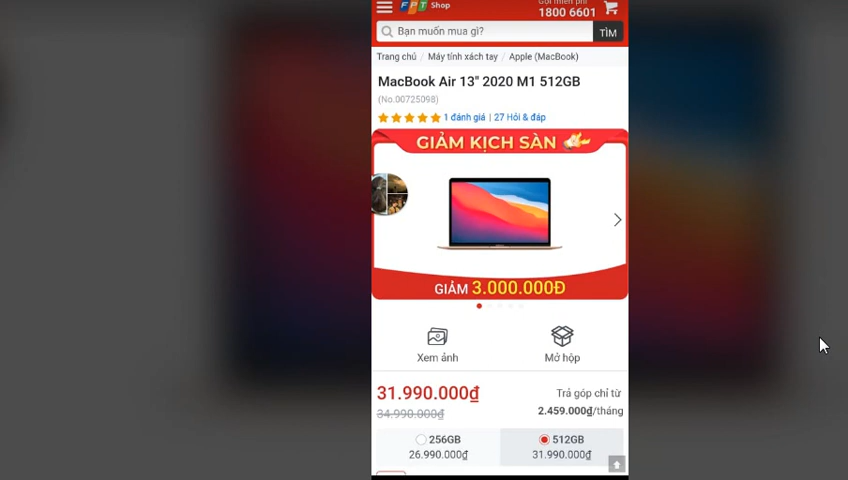 FPT Shop
Gọi miễn phí
1800 6601
Bạn muốn mua gì?
TÌM
Trang chủ / Máy tính xách tay / Apple (MacBook)
MacBook Air 13" 2020 M1 512GB
(No.00725098)
1 đánh giá | 27 Hỏi & đáp
GIẢM KỊCH SÀN
GIẢM 3.000.000Đ
Xem ảnh
Mở hộp
31.990.000₫
34.990.000₫
Trả góp chỉ từ
2.459.000₫/tháng
256GB
26.990.000₫
512GB
31.990.000₫